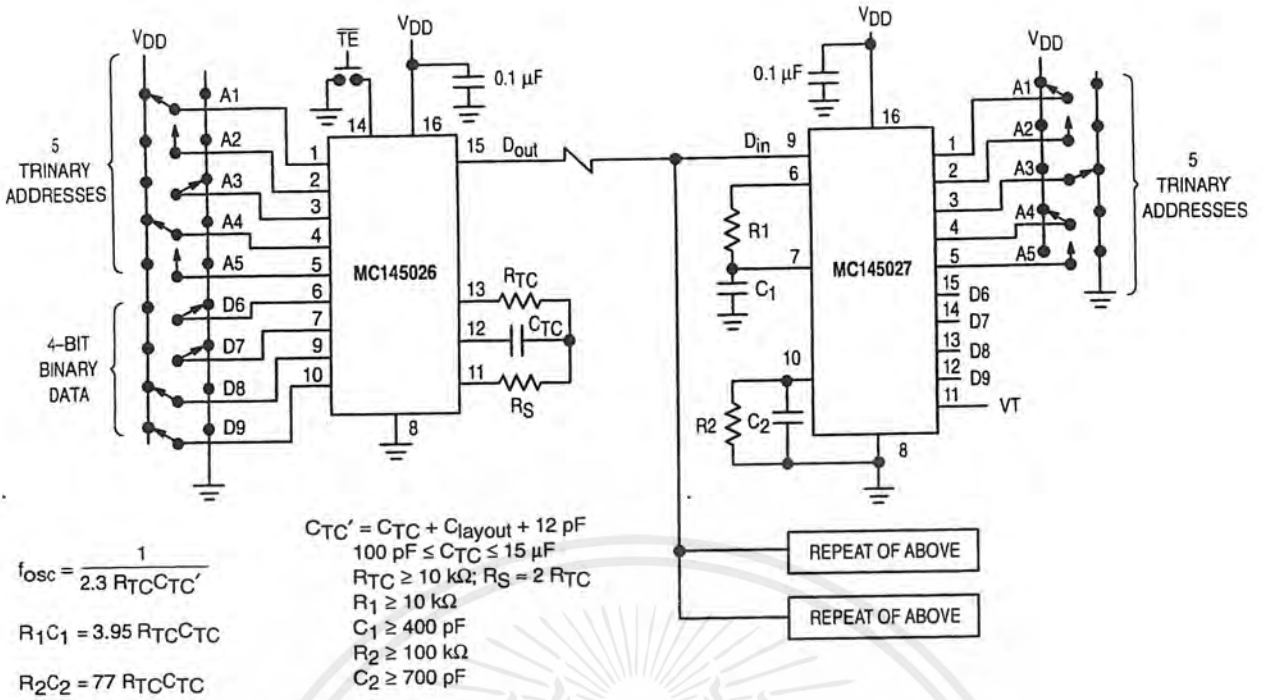 VDD
TE
VDD
0.1 µF
14
16
5
TRINARY
ADDRESSES
A1
A2
A3
A4
A5
4–BIT
BINARY
DATA
D6
D7
D8
D9
1
2
3
4
5
6
7
9
10
MC145026
15
Dout
13
RTC
12
CTC
11
RS
8
VDD
0.1 µF
16
Din
9
6
R1
7
C1
10
R2
C2
MC145027
8
1
2
3
4
5
15
D6
14
D7
13
D8
12
D9
11
VT
VDD
A1
A2
A3
A4
A5
5
TRINARY
ADDRESSES
REPEAT OF ABOVE
REPEAT OF ABOVE
fosc = 1 / 2.3 RTCCTC′
R1C1 = 3.95 RTCCTC
R2C2 = 77 RTCCTC
CTC′ = CTC + Clayout + 12 pF
100 pF ≤ CTC ≤ 15 µF
RTC ≥ 10 kΩ; RS = 2 RTC
R1 ≥ 10 kΩ
C1 ≥ 400 pF
R2 ≥ 100 kΩ
C2 ≥ 700 pF